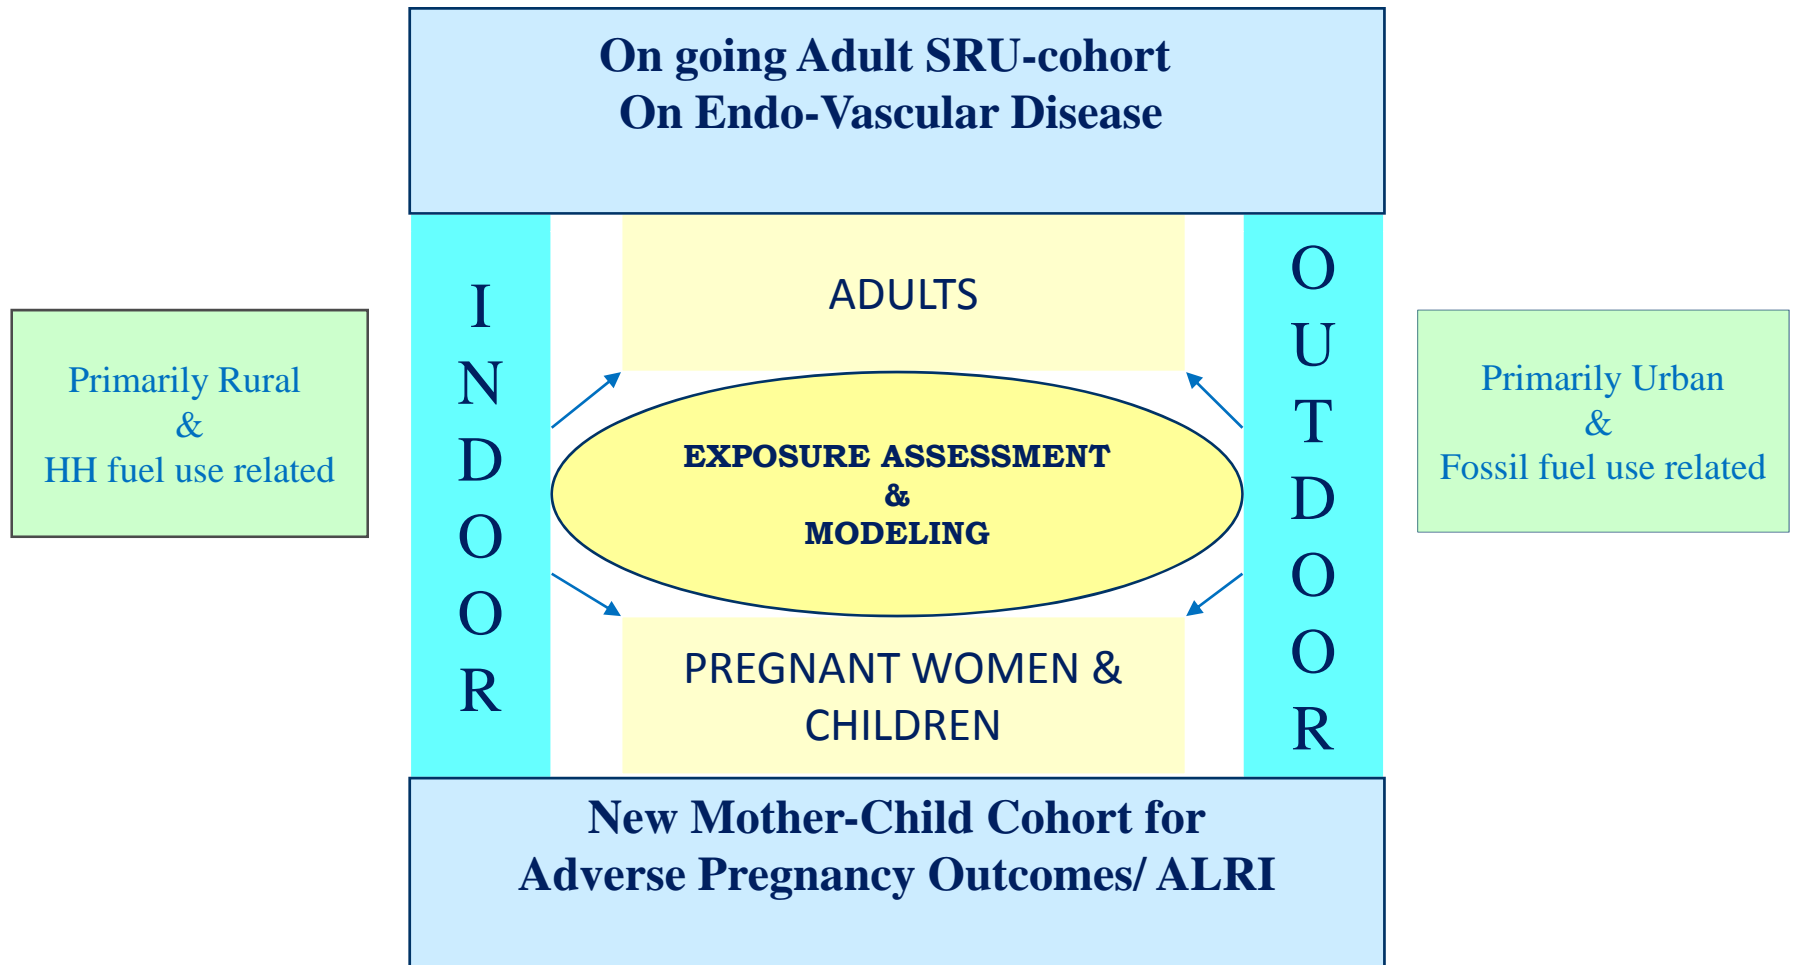 On going Adult SRU-cohort
On Endo-Vascular Disease
I
N
D
O
O
R
ADULTS
O
U
T
D
O
O
R
Primarily Rural
&
HH fuel use related
EXPOSURE ASSESSMENT
&
MODELING
Primarily Urban
&
Fossil fuel use related
PREGNANT WOMEN &
CHILDREN
New Mother-Child Cohort for
Adverse Pregnancy Outcomes/ ALRI